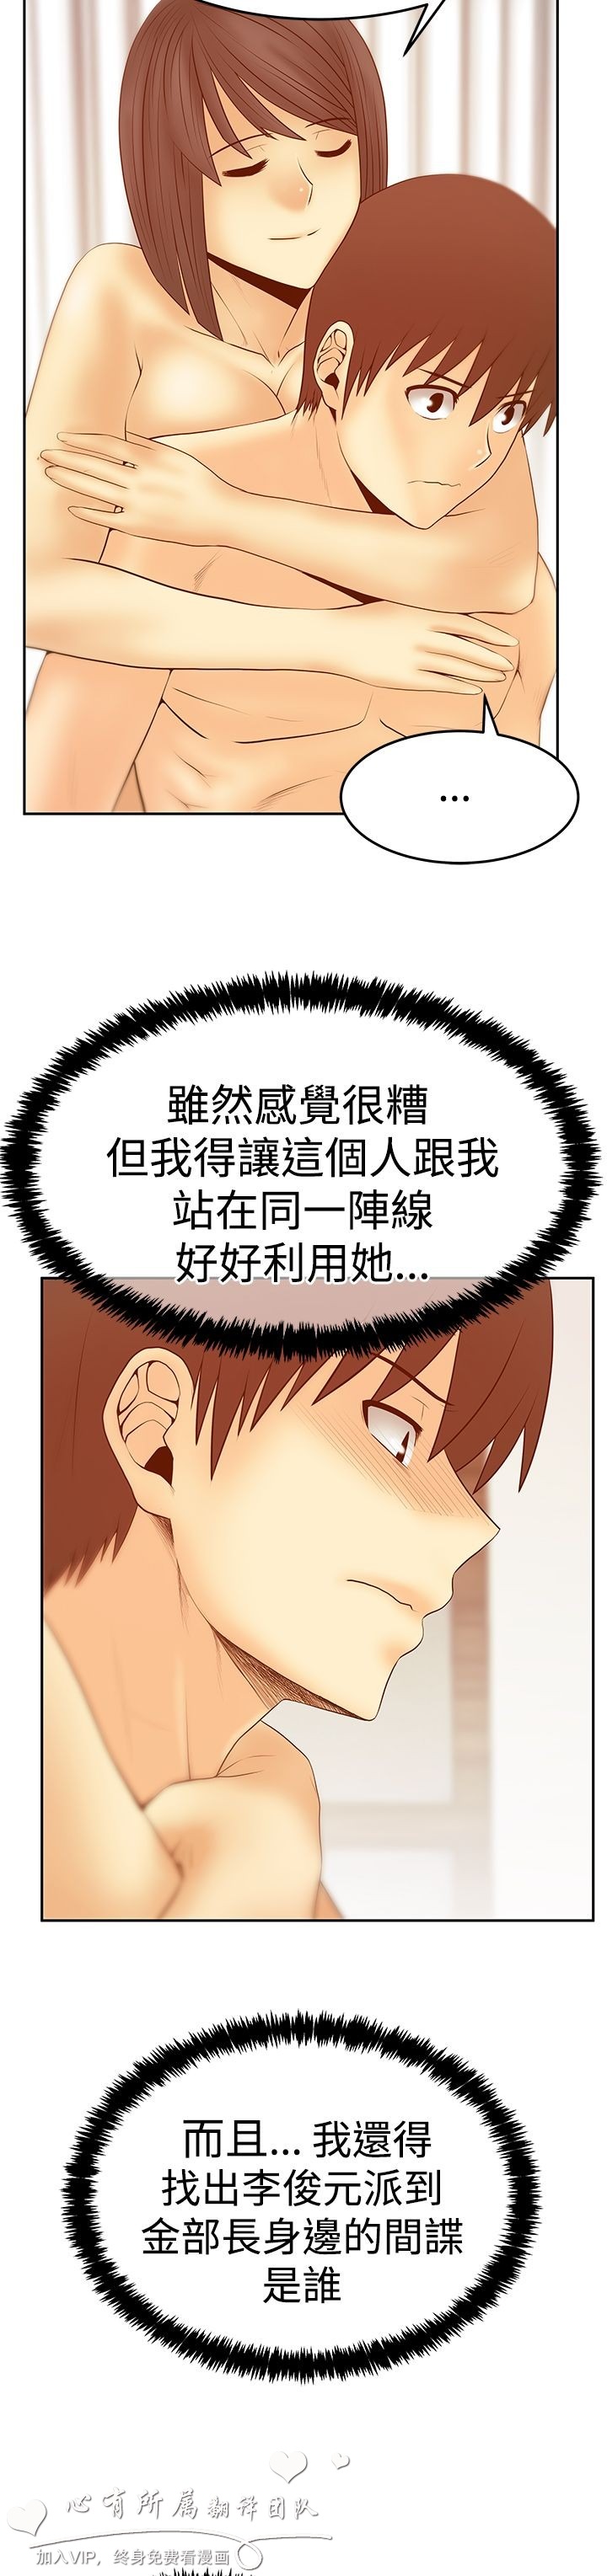 ...
雖然感覺很糟
但我得讓這個人跟我
站在同一陣線
好好利用她...
而且... 我還得
找出李俊元派到
金部長身邊的間諜
是誰
心有所属翻译团队
加入VIP，终身免费看漫画